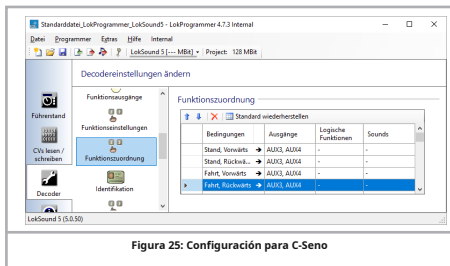 Standarddatei_LokProgrammer_LokSound5 - LokProgrammer 4.7.3 Internal
Datei Programmer Egtras Hilfe Internal
LokSound 5 [---- MBit] Project: 128 MBit
Decodereinstellungen ändern
Führerstand
CVs lesen / schreiben
Decoder
Funktionsausgänge
Funktionseinstellungen
Funktionszuordnung
Identifikation
Funktionszuordnung
Standard wiederherstellen
Bedingungen Ausgänge Logische Funktionen Sounds
Stand, Vorwärts AUX3, AUX4 - -
Stand, Rückwä... AUX3, AUX4 - -
Fahrt, Vorwärts AUX3, AUX4 - -
Fahrt, Rückwärts AUX3, AUX4 - -
LokSound 5 (5.0.50)
Figura 25: Configuración para C-Seno